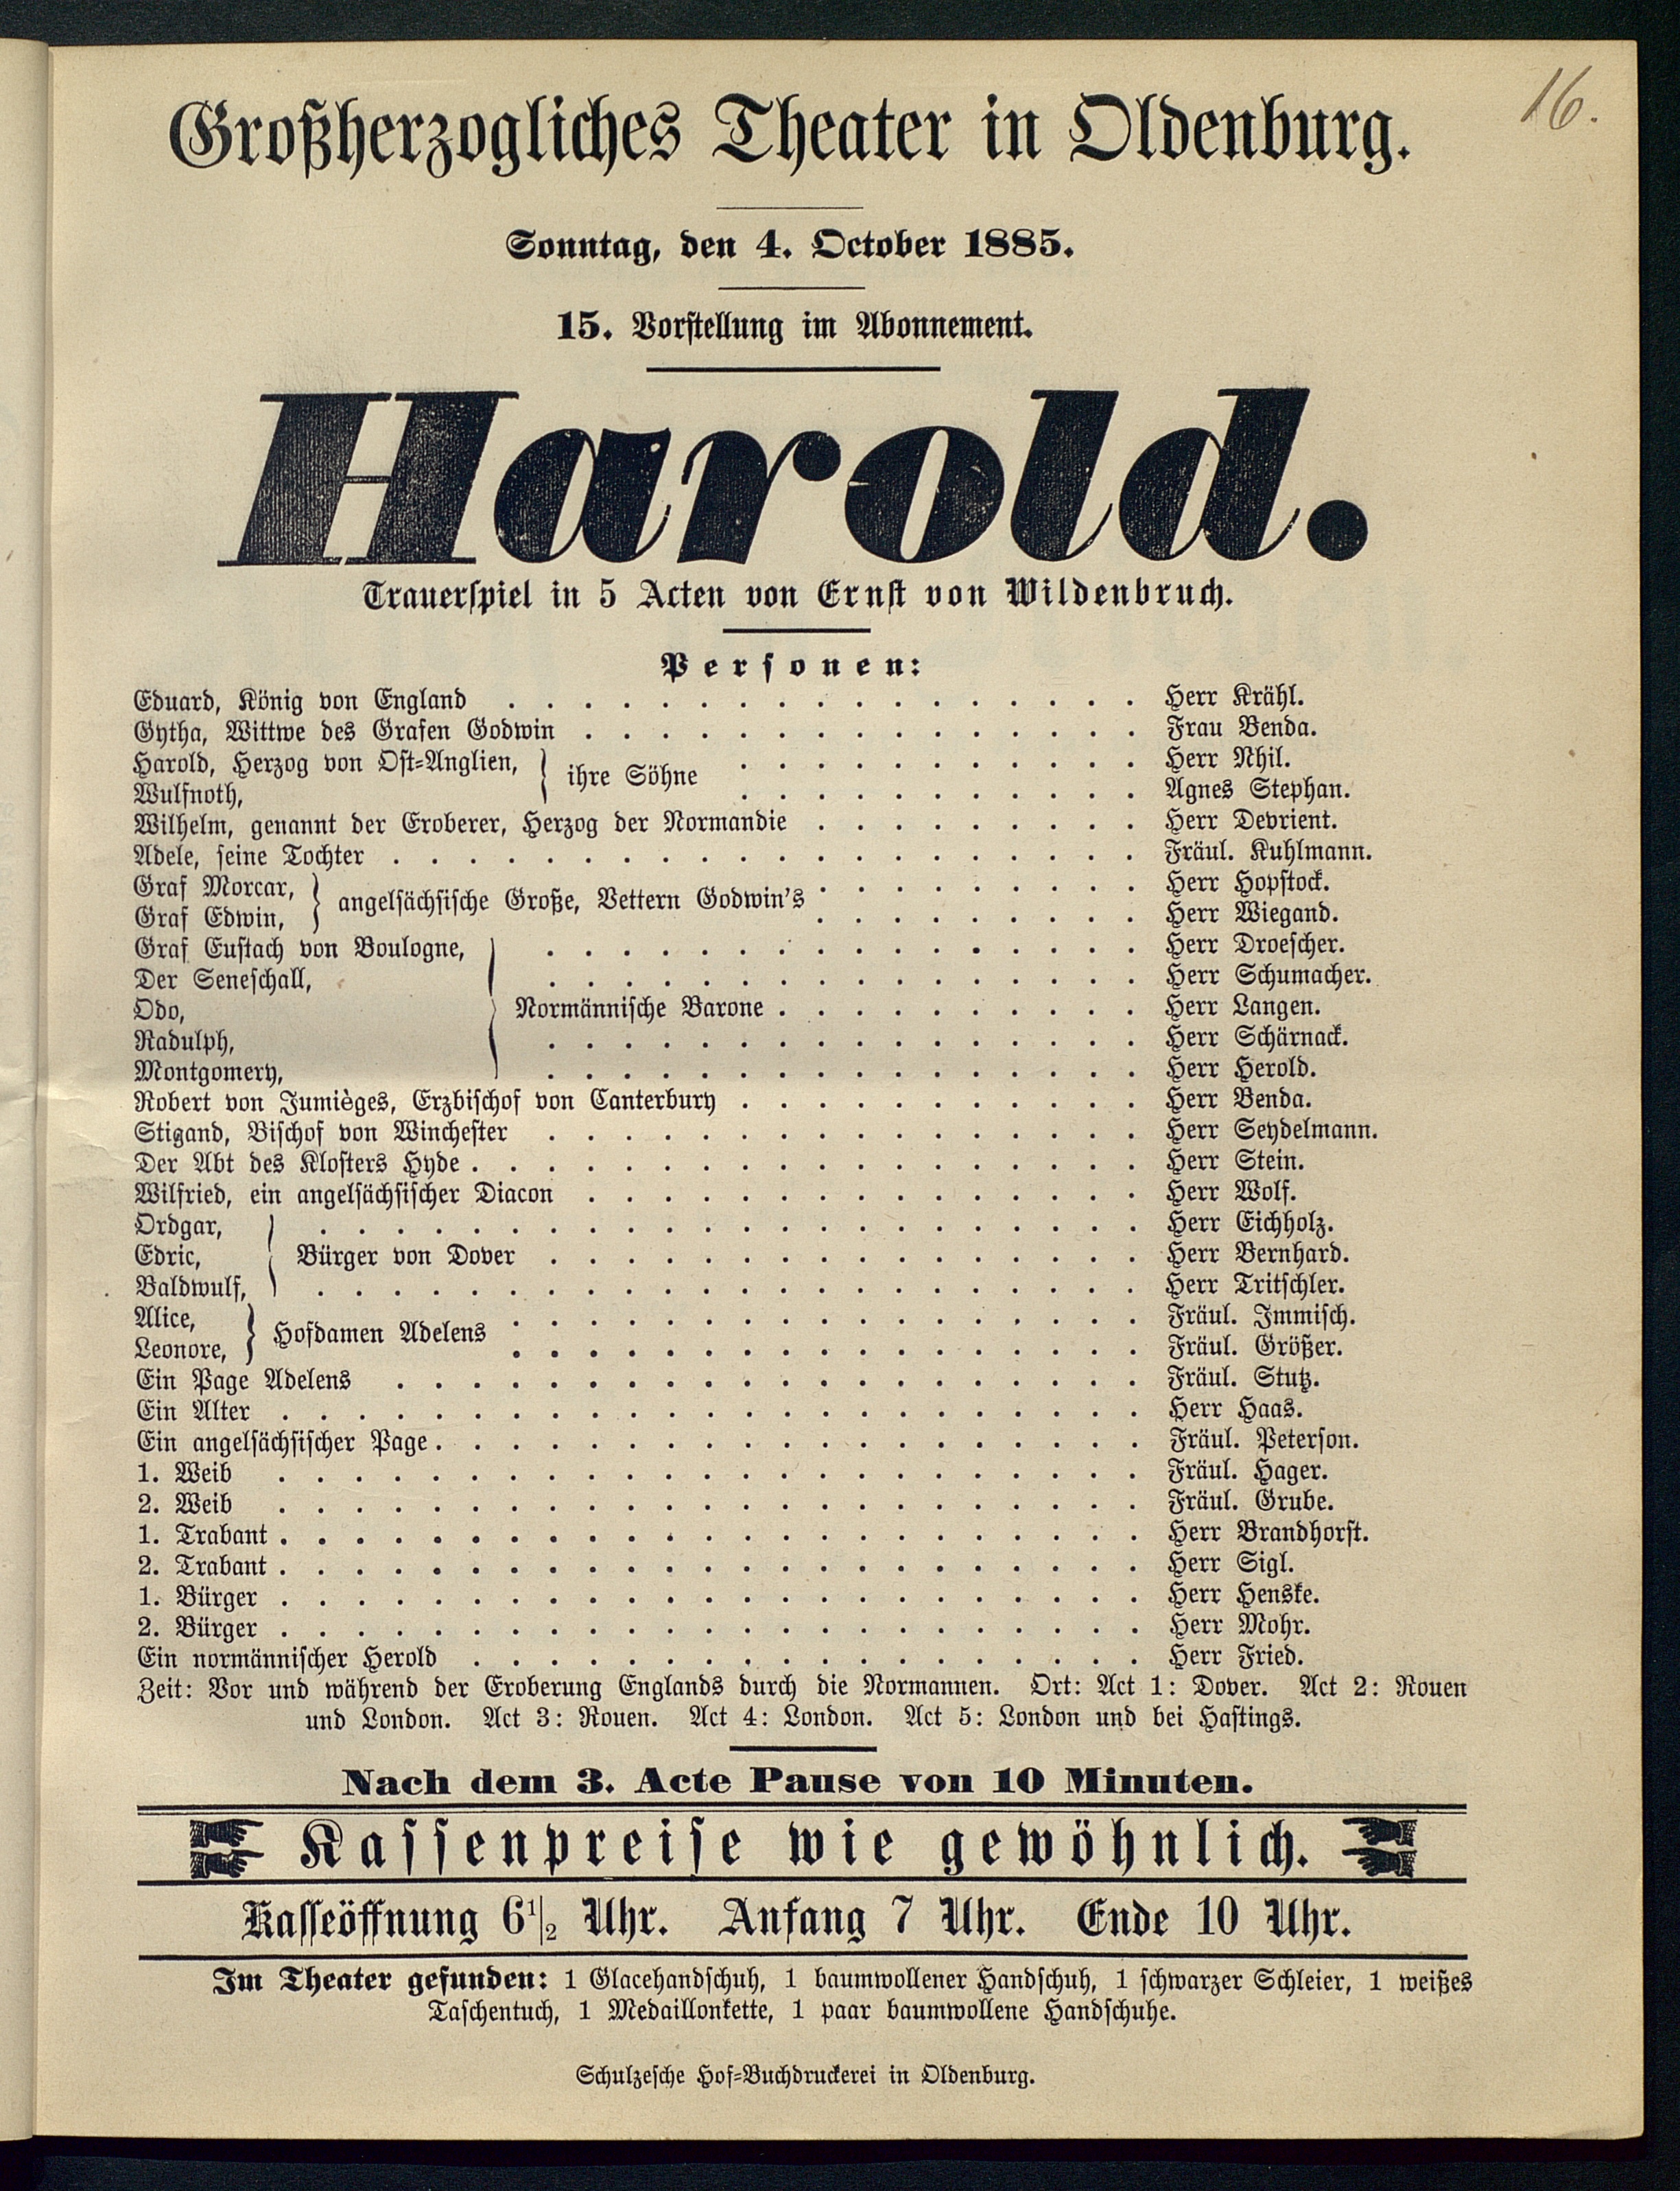 16.
Großherzogliches Theater in Oldenburg.
Sonntag, den 4. October 1885.
15. Vorstellung im Abonnement.
Harold.
Trauerspiel in 5 Acten von Ernst von Wildenbruch.
Personen:
Eduard, König von England . . . . . . . . . . . . . . . . . Herr Krähl.
Gytha, Wittwe des Grafen Godwin . . . . . . . . . . . . . . . Frau Benda.
Harold, Herzog von Ost-Anglien, } ihre Söhne . . . . . . . . . . . Herr Nhil.
Wulfnoth, . . . . . . . . . . . Agnes Stephan.
Wilhelm, genannt der Eroberer, Herzog der Normandie . . . . . . . . . Herr Devrient.
Adele, seine Tochter . . . . . . . . . . . . . . . . . . . . Fräul. Kuhlmann.
Graf Morcar, } angelsächsische Große, Vettern Godwin's . . . . . . . . . Herr Hopstock.
Graf Edwin, . . . . . . . . . Herr Wiegand.
Graf Eustach von Boulogne, . . . . . . . . . . . . . . . . Herr Droescher.
Der Seneschall, . . . . . . . . . . . . . . . . Herr Schumacher.
Odo, } Normännische Barone . . . . . . . . . . Herr Langen.
Radulph, . . . . . . . . . . . . . . . . Herr Schärnack.
Montgomery, . . . . . . . . . . . . . . . . Herr Herold.
Robert von Jumièges, Erzbischof von Canterbury . . . . . . . . . . . Herr Benda.
Stigand, Bischof von Winchester . . . . . . . . . . . . . . . . Herr Seydelmann.
Der Abt des Klosters Hyde . . . . . . . . . . . . . . . . . . Herr Stein.
Wilfried, ein angelsächsischer Diacon . . . . . . . . . . . . . . . Herr Wolf.
Ordgar, . . . . . . . . . . . . . . . . . . . . . . Herr Eichholz.
Edric, } Bürger von Dover . . . . . . . . . . . . . . . . Herr Bernhard.
Baldwulf, . . . . . . . . . . . . . . . . . . . . . . Herr Tritschler.
Alice, } Hofdamen Adelens . . . . . . . . . . . . . . . . . Fräul. Immisch.
Leonore, . . . . . . . . . . . . . . . . . Fräul. Größer.
Ein Page Adelens . . . . . . . . . . . . . . . . . . . . Fräul. Stutz.
Ein Alter . . . . . . . . . . . . . . . . . . . . . . . Herr Haas.
Ein angelsächsischer Page . . . . . . . . . . . . . . . . . . . Fräul. Peterson.
1. Weib . . . . . . . . . . . . . . . . . . . . . . . Fräul. Hager.
2. Weib . . . . . . . . . . . . . . . . . . . . . . . Fräul. Grube.
1. Trabant . . . . . . . . . . . . . . . . . . . . . . . Herr Brandhorst.
2. Trabant . . . . . . . . . . . . . . . . . . . . . . . Herr Sigl.
1. Bürger . . . . . . . . . . . . . . . . . . . . . . . Herr Henske.
2. Bürger . . . . . . . . . . . . . . . . . . . . . . . Herr Mohr.
Ein normännischer Herold . . . . . . . . . . . . . . . . . . Herr Fried.
Zeit: Vor und während der Eroberung Englands durch die Normannen. Ort: Act 1: Dover. Act 2: Rouen
und London. Act 3: Rouen. Act 4: London. Act 5: London und bei Hastings.
Nach dem 3. Acte Pause von 10 Minuten.
Kassenpreise wie gewöhnlich.
Kasseöffnung 6 1/2 Uhr. Anfang 7 Uhr. Ende 10 Uhr.
Im Theater gefunden: 1 Glacehandschuh, 1 baumwollener Handschuh, 1 schwarzer Schleier, 1 weißes
Taschentuch, 1 Medaillonkette, 1 paar baumwollene Handschuhe.
Schulzesche Hof-Buchdruckerei in Oldenburg.